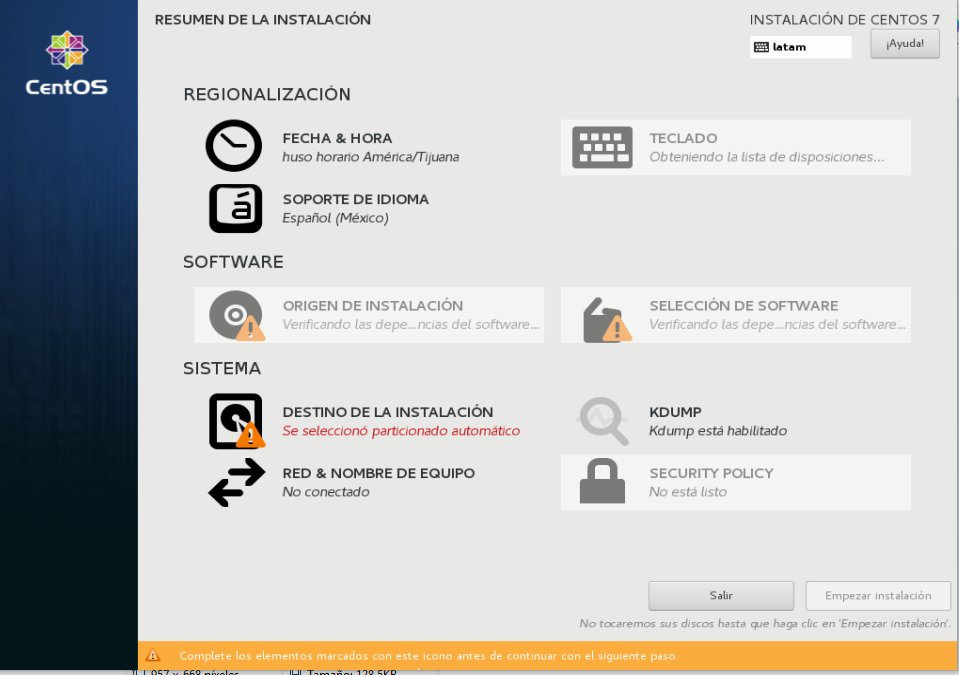 RESUMEN DE LA INSTALACIÓN
INSTALACIÓN DE CENTOS 7
latam
¡Ayuda!
CentOS
REGIONALIZACIÓN
FECHA & HORA
huso horario América/Tijuana
TECLADO
Obteniendo la lista de disposiciones...
SOPORTE DE IDIOMA
Español (México)
SOFTWARE
ORIGEN DE INSTALACIÓN
Verificando las depe...ncias del software...
SELECCIÓN DE SOFTWARE
Verificando las depe...ncias del software...
SISTEMA
DESTINO DE LA INSTALACIÓN
Se seleccionó particionado automático
KDUMP
Kdump está habilitado
RED & NOMBRE DE EQUIPO
No conectado
SECURITY POLICY
No está listo
Salir
Empezar instalación
No tocaremos sus discos hasta que haga clic en 'Empezar instalación'.
Complete los elementos marcados con este icono antes de continuar con el siguiente paso.
957 × 668 píxeles
Tamaño: 128.5KB